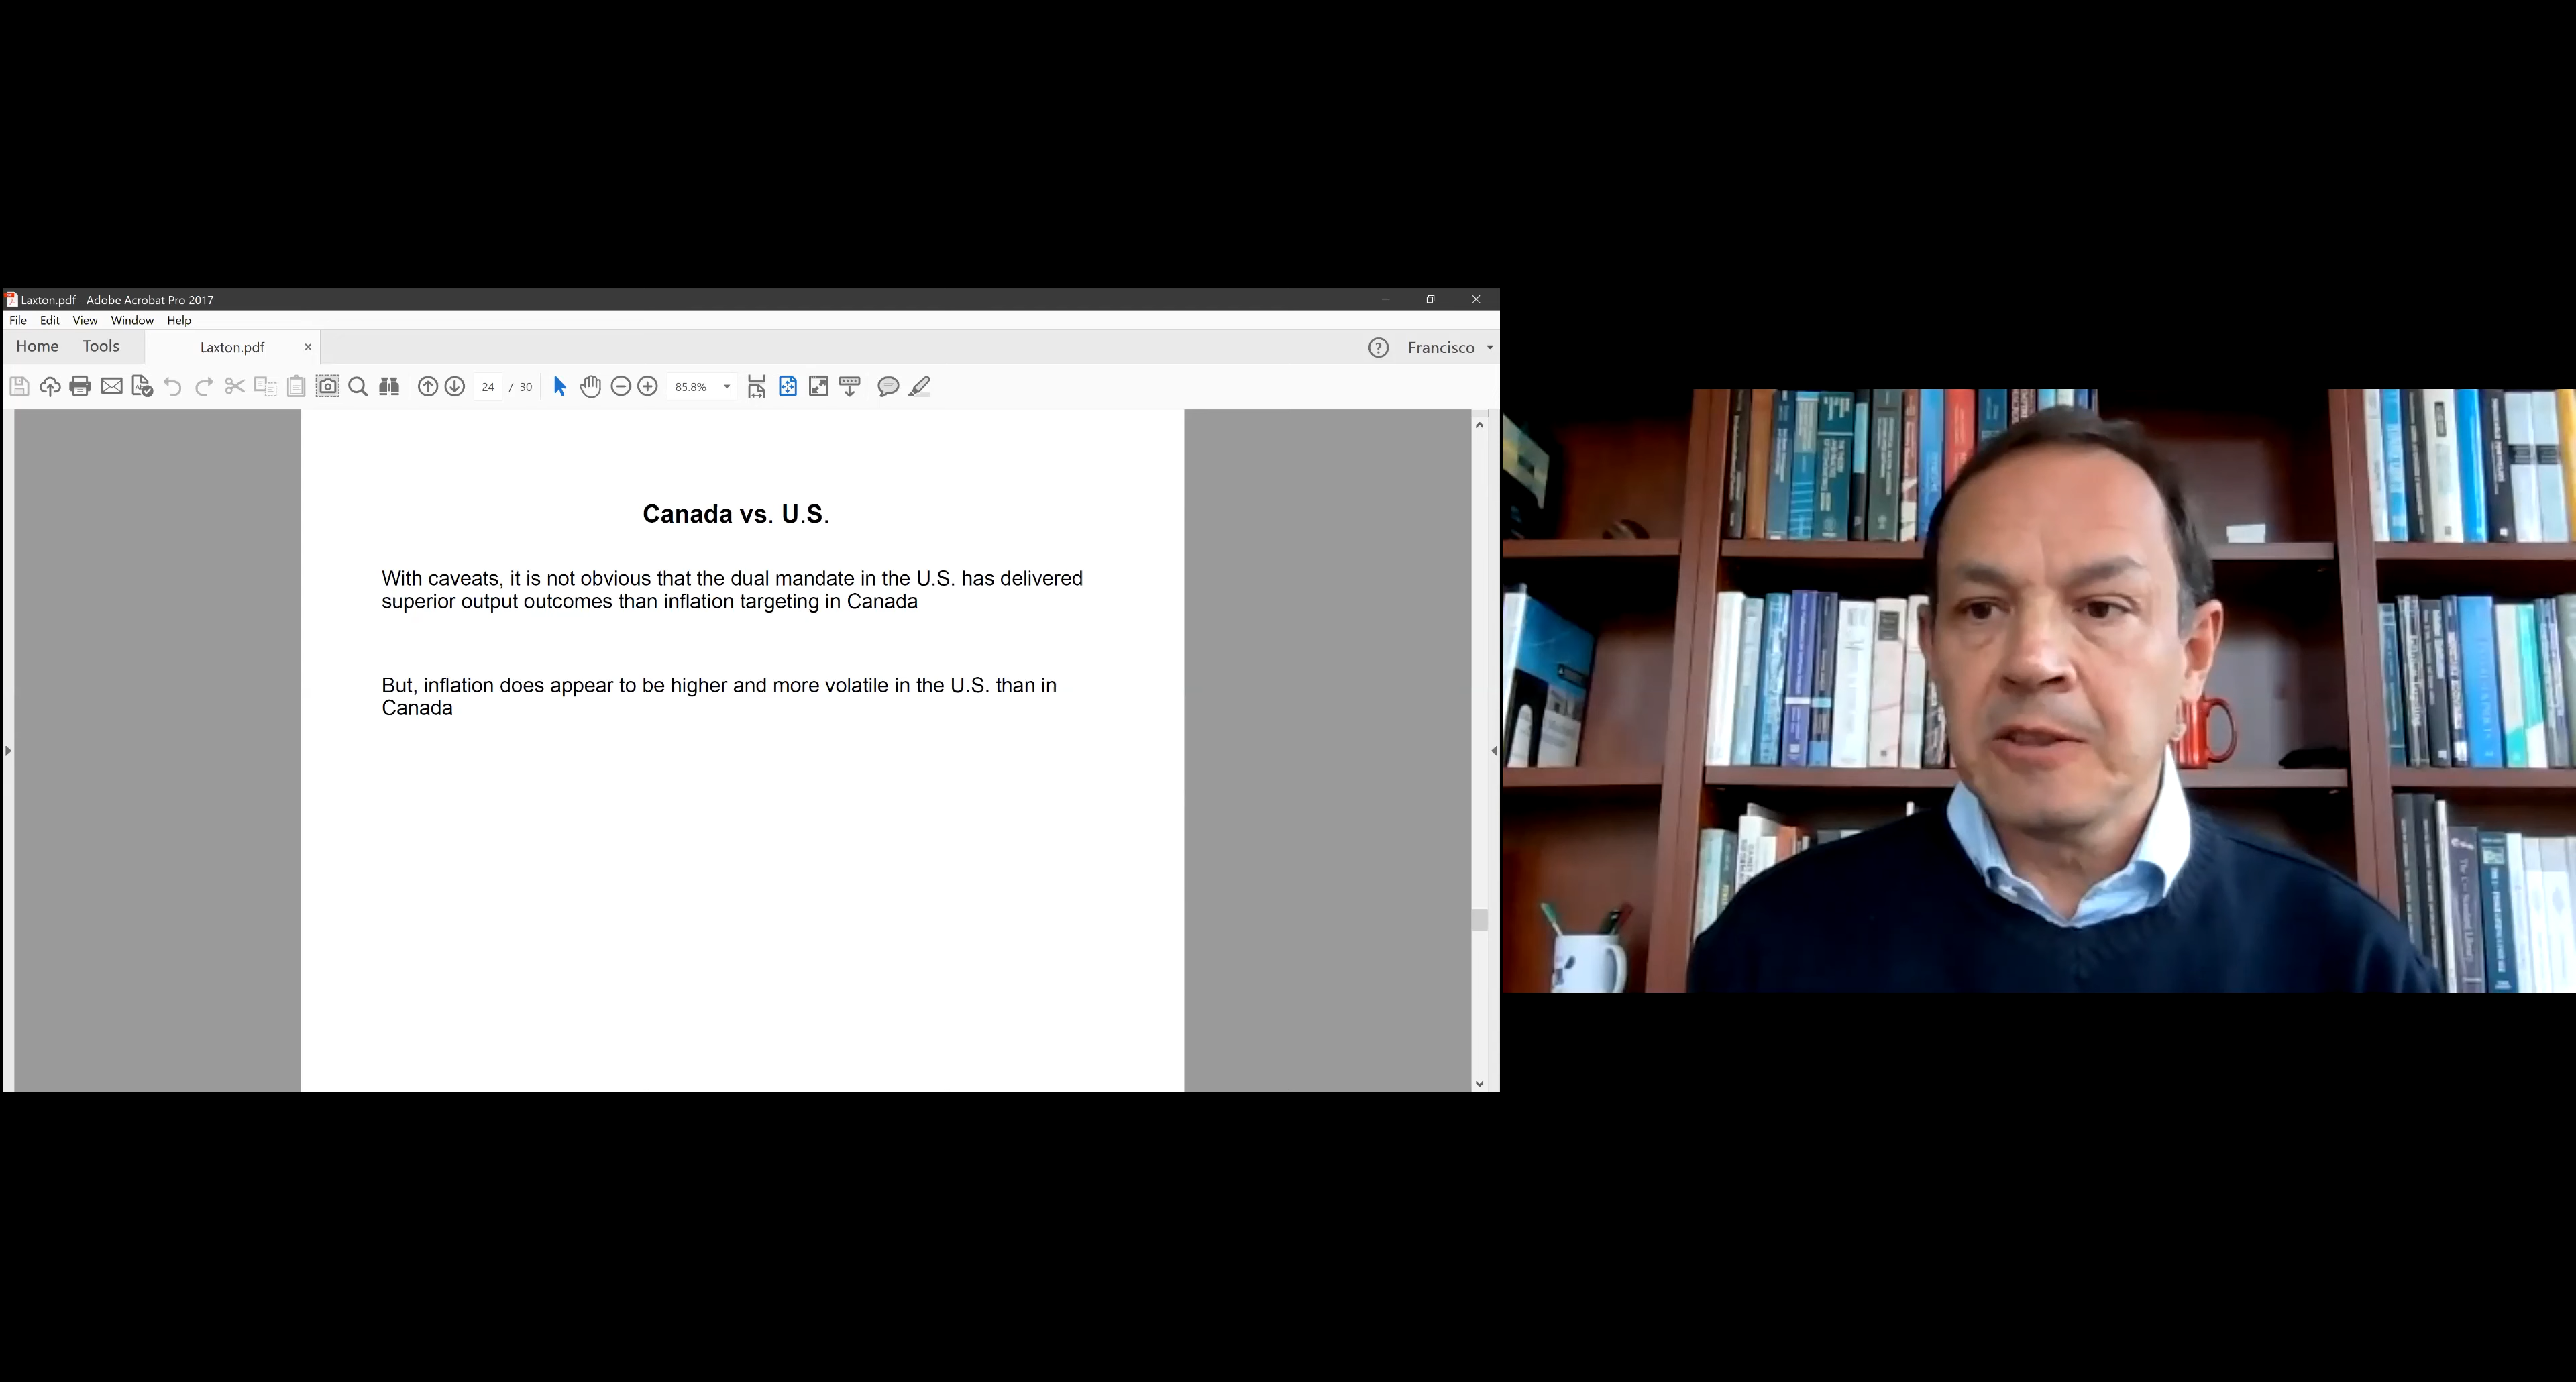 Laxton.pdf - Adobe Acrobat Pro 2017
File Edit View Window Help
Home Tools Laxton.pdf × Francisco
24 / 30 85.8%
Canada vs. U.S.
With caveats, it is not obvious that the dual mandate in the U.S. has delivered
superior output outcomes than inflation targeting in Canada
But, inflation does appear to be higher and more volatile in the U.S. than in
Canada